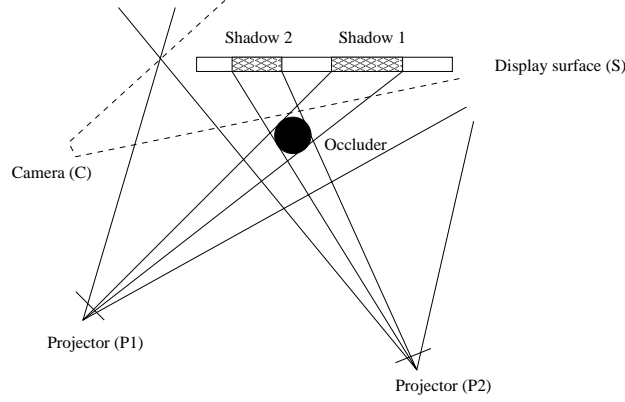 Shadow 2
Shadow 1
Display surface (S)
Occluder
Camera (C)
Projector (P1)
Projector (P2)